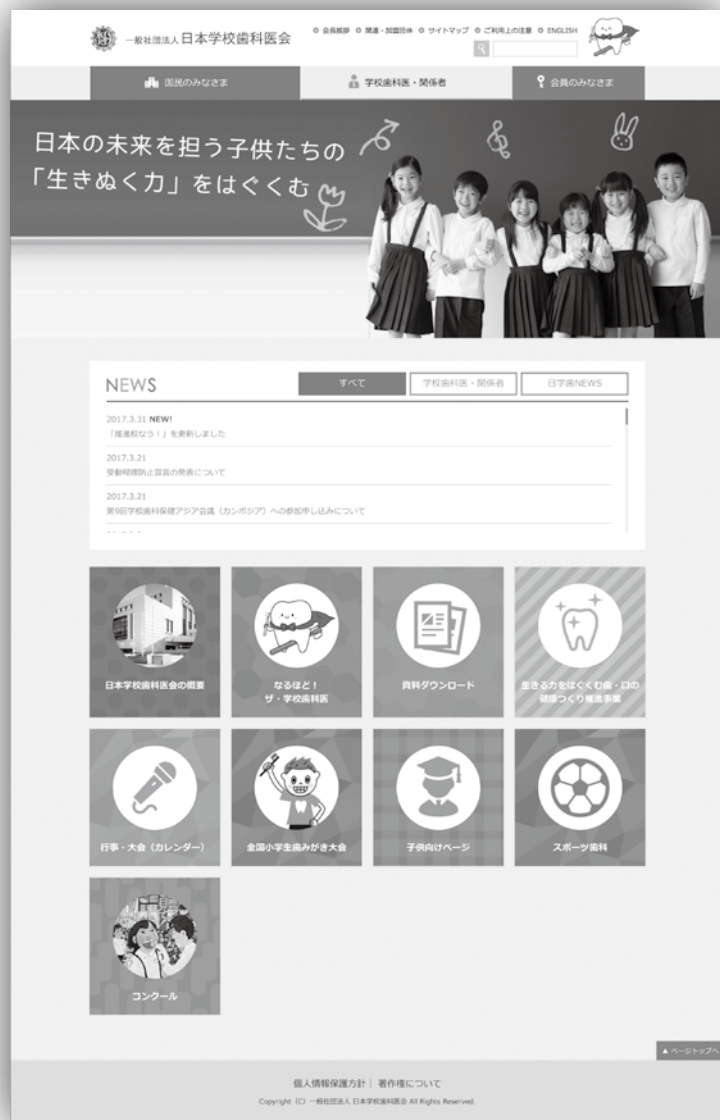 一般社団法人 日本学校歯科医会
会長挨拶 関連・加盟団体 サイトマップ ご利用上の注意 ENGLISH
国民のみなさま 学校歯科医・関係者 会員のみなさま
日本の未来を担う子供たちの
「生きぬく力」をはぐくむ
NEWS すべて 学校歯科医・関係者 日学歯NEWS
2017.3.31 NEW!
「推進校なう!」を更新しました
2017.3.21
受動喫煙防止宣言の発表について
2017.3.21
第9回学校歯科保健アジア会議(カンボジア)への参加申し込みについて
日本学校歯科医会の概要
なるほど!
ザ・学校歯科医
資料ダウンロード
生きる力をはぐくむ歯・口の
健康つくり推進事業
行事・大会(カレンダー)
全国小学生歯みがき大会
子供向けページ
スポーツ歯科
コンクール
▲ ページトップへ
個人情報保護方針│著作権について
Copyright (C) 一般社団法人 日本学校歯科医会 All Rights Reserved.